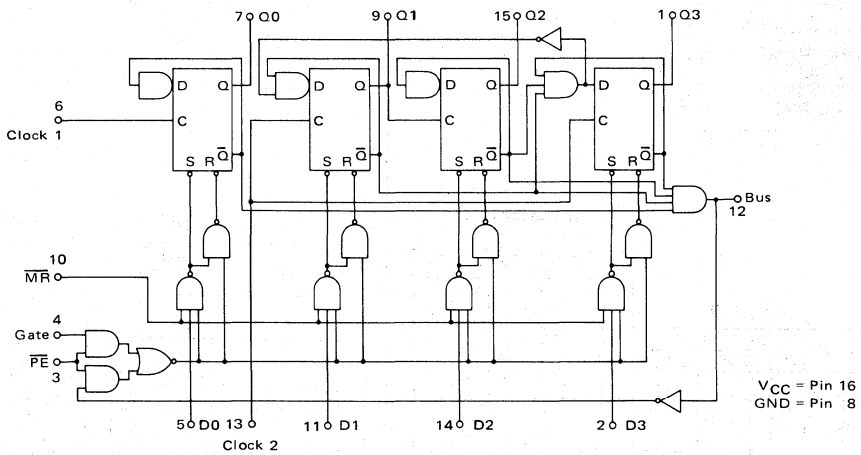 7 Q0
9 Q1
15 Q2
1 Q3
D Q
D Q
D Q
D Q
6
Clock 1
C
C
C
C
S R Q̅
S R Q̅
S R Q̅
S R Q̅
Bus
12
10
M̅R̅
4
Gate
P̅E̅
3
VCC = Pin 16
GND = Pin 8
5 D0
13
Clock 2
11 D1
14 D2
2 D3